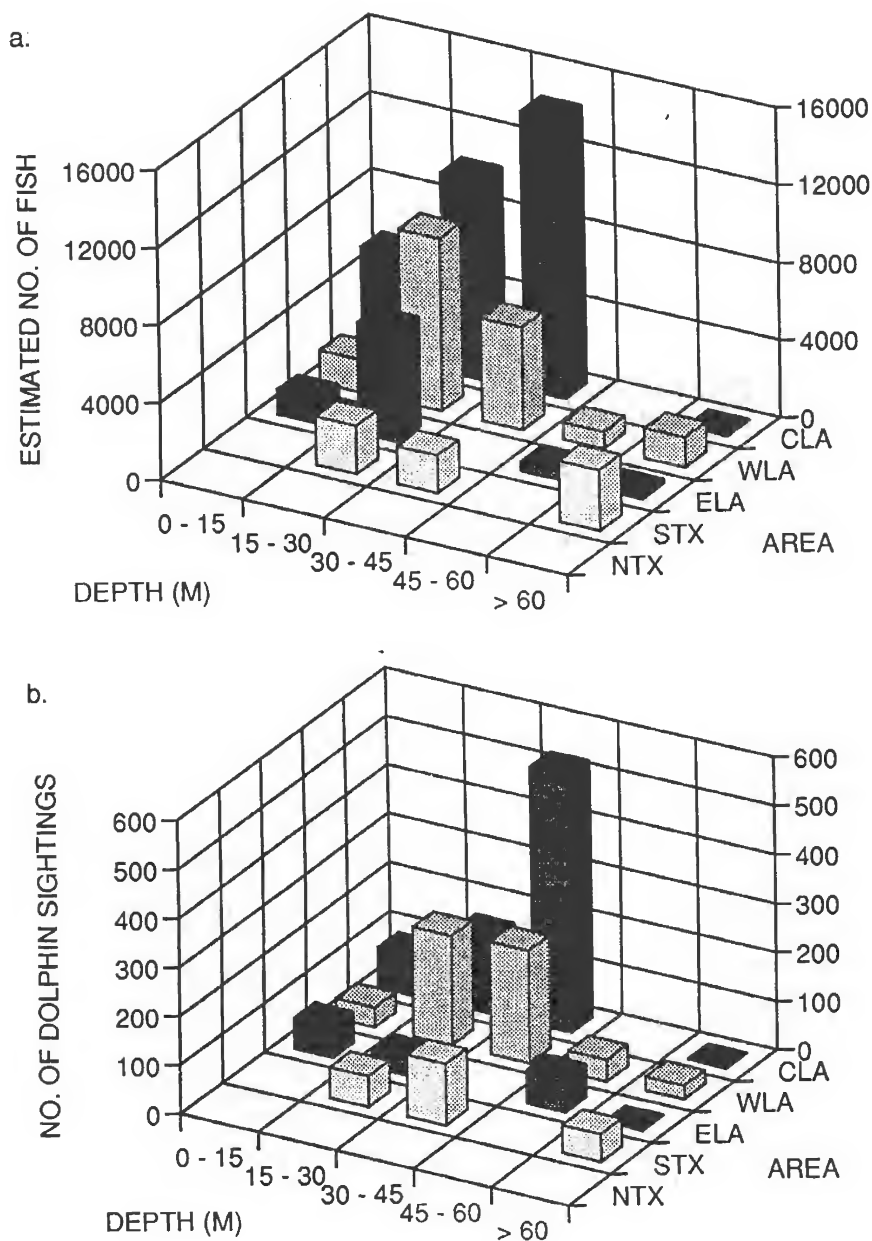 a.
ESTIMATED NO. OF FISH
16000
12000
8000
4000
0
16000
12000
8000
4000
0
0 - 15
15 - 30
30 - 45
45 - 60
> 60
DEPTH (M)
CLA
WLA
ELA
STX
NTX
AREA
b.
NO. OF DOLPHIN SIGHTINGS
600
500
400
300
200
100
0
600
500
400
300
200
100
0
0 - 15
15 - 30
30 - 45
45 - 60
> 60
DEPTH (M)
CLA
WLA
ELA
STX
NTX
AREA